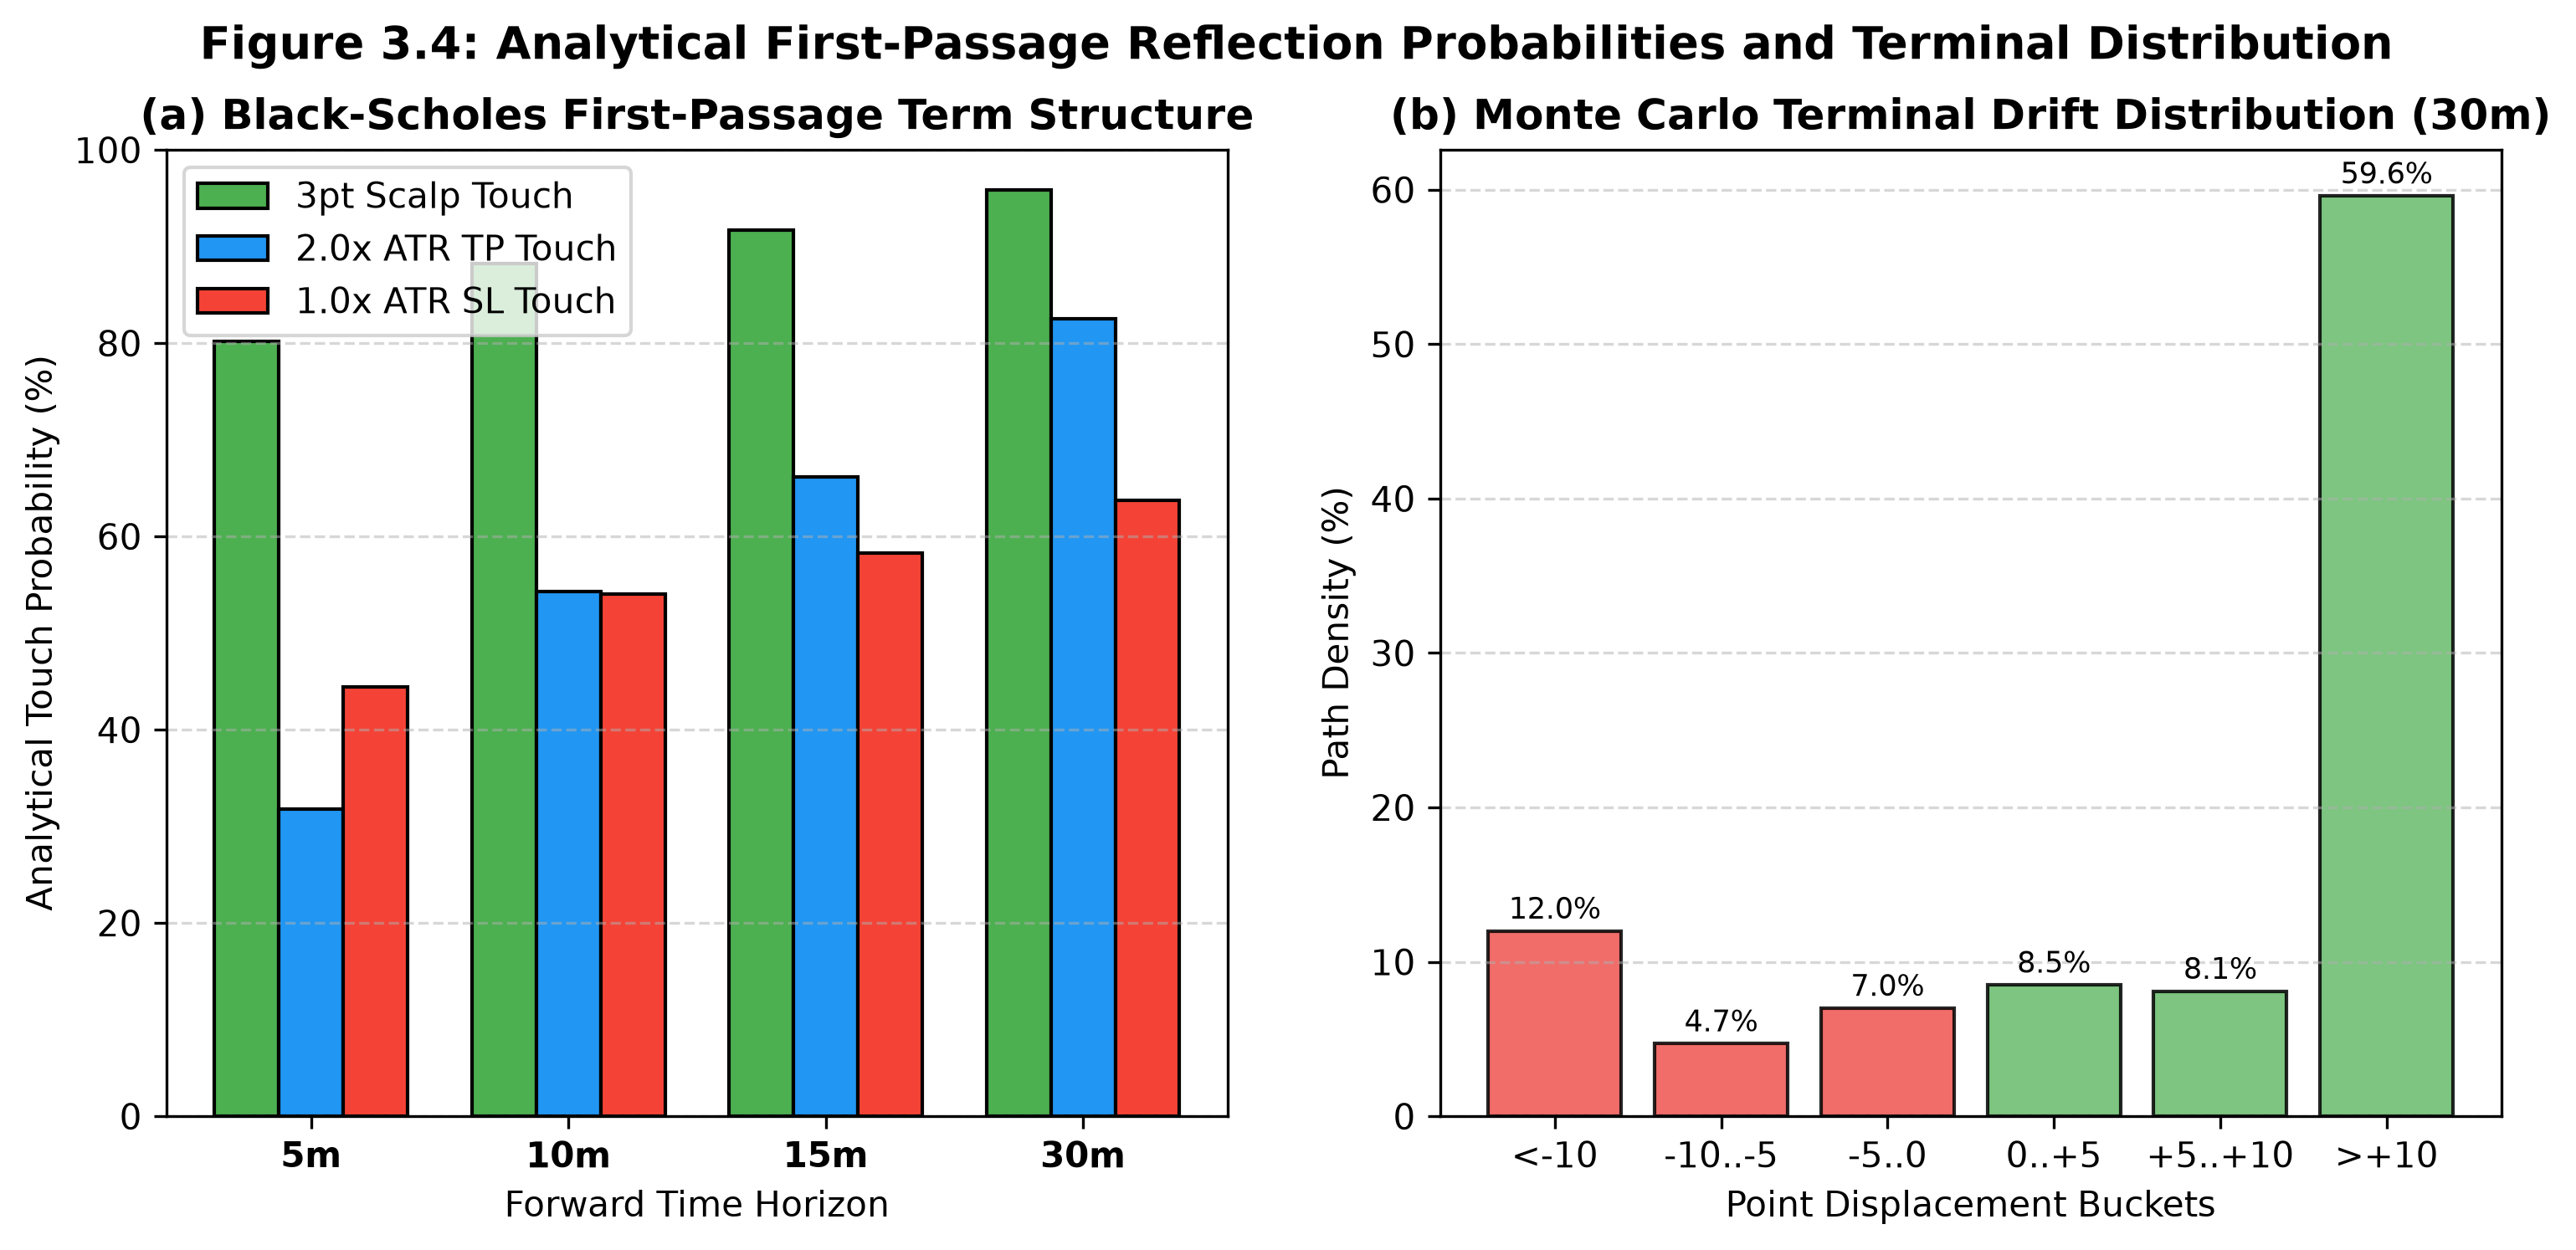 Figure 3.4: Analytical First-Passage Reflection Probabilities and Terminal Distribution
(a) Black-Scholes First-Passage Term Structure
100
80
60
40
20
0
Analytical Touch Probability (%)
3pt Scalp Touch
2.0x ATR TP Touch
1.0x ATR SL Touch
5m
10m
15m
30m
Forward Time Horizon
(b) Monte Carlo Terminal Drift Distribution (30m)
60
50
40
30
20
10
0
Path Density (%)
12.0%
4.7%
7.0%
8.5%
8.1%
59.6%
<-10
-10..-5
-5..0
0..+5
+5..+10
>+10
Point Displacement Buckets